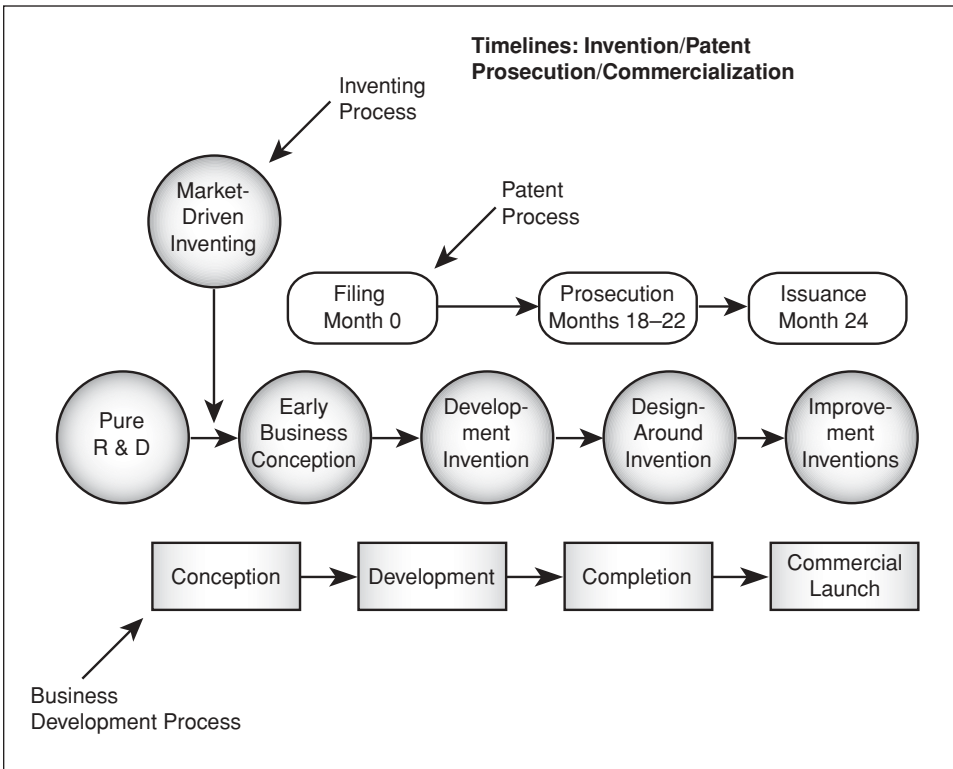 Timelines: Invention/Patent
Prosecution/Commercialization
Inventing
Process
Market-
Driven
Inventing
Patent
Process
Filing
Month 0
Prosecution
Months 18–22
Issuance
Month 24
Pure
R & D
Early
Business
Conception
Develop-
ment
Invention
Design-
Around
Invention
Improve-
ment
Inventions
Conception
Development
Completion
Commercial
Launch
Business
Development Process